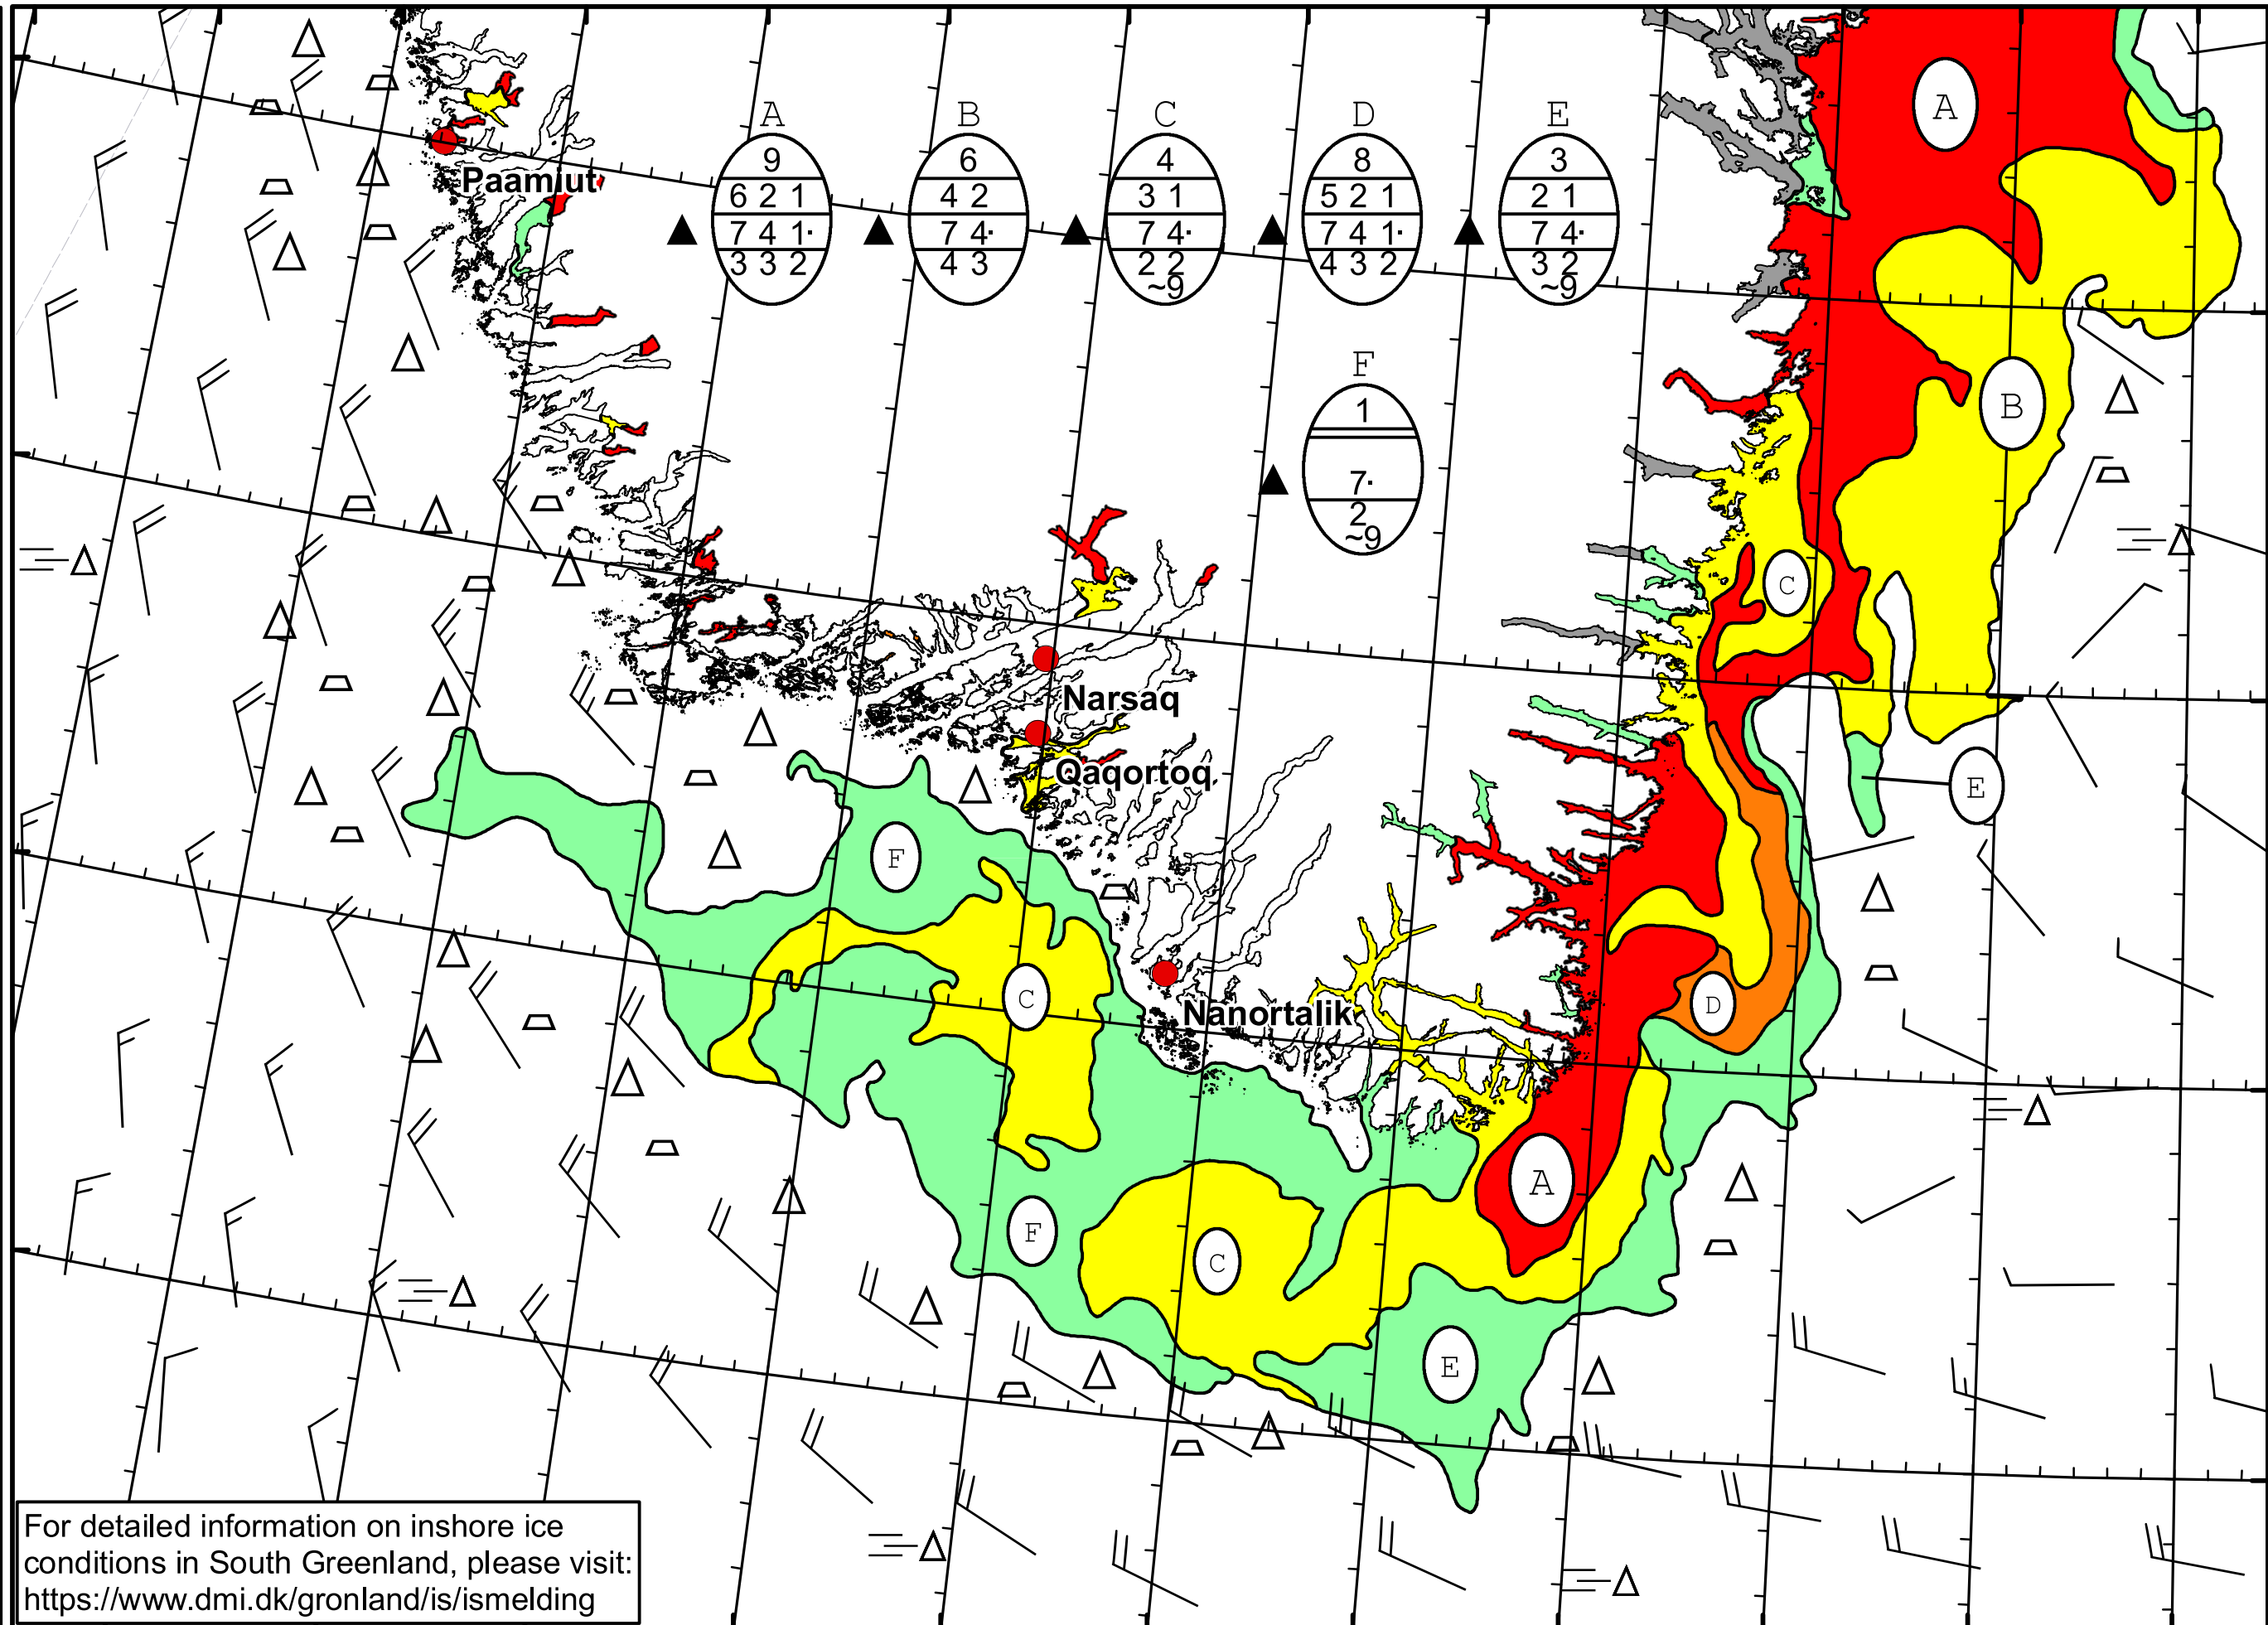 A B C D E
9 6 4 8 3
6 2 1 4 2 3 1 5 2 1 2 1
7 4 1· 7 4· 7 4· 7 4 1· 7 4·
3 3 2 4 3 2 2 4 3 2 3 2
~9 ~9
F
1
7·
2
~9
A
Paamiut
B
C
Narsaq
Qaqortoq
E
F
C
D
Nanortalik
A
F
C
E
For detailed information on inshore ice
conditions in South Greenland, please visit:
https://www.dmi.dk/gronland/is/ismelding